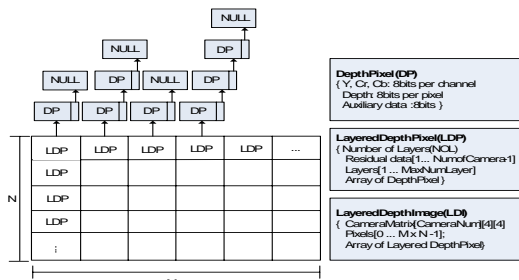 NULL
NULL DP
NULL DP NULL DP
DP DP DP DP
LDP LDP LDP LDP LDP ...
LDP
LDP
LDP
N
DepthPixel(DP)
{ Y, Cr, Cb: 8bits per channel
Depth: 8bits per pixel
Auxiliary data :8bits }
LayeredDepthPixel(LDP)
{ Number of Layers(NOL)
Residual data[1... NumofCamera-1]
Layers[1 ... MaxNumLayer]
Array of DepthPixel }
LayeredDepthImage(LDI)
{ CameraMatrix[CameraNum][4][4]
Pixels[0 ... M x N -1];
Array of Layered DepthPixel}